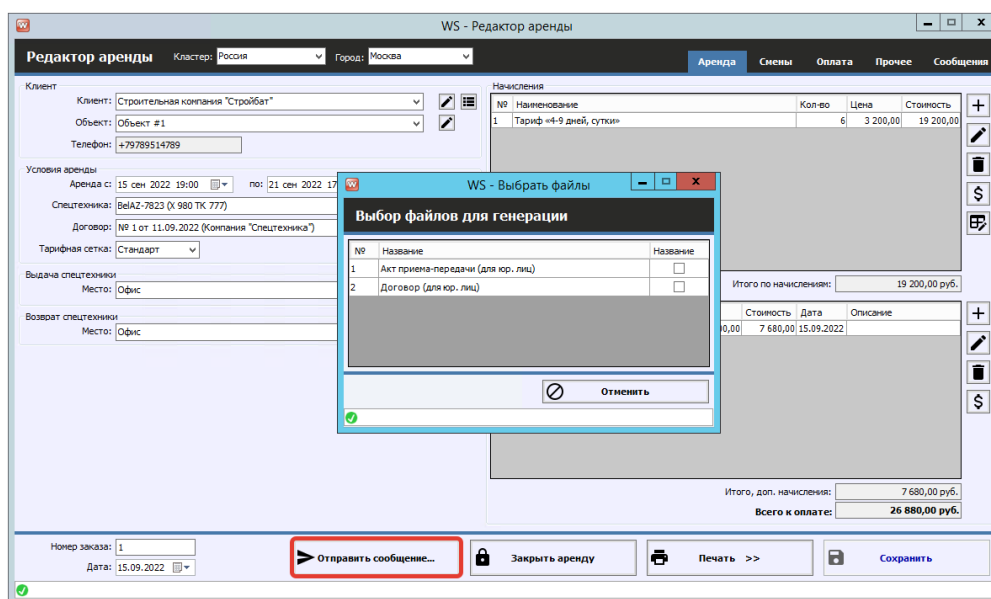 WS - Редактор аренды
Редактор аренды Кластер: Россия Город: Москва Аренда Смены Оплата Прочее Сообщения
Клиент
Клиент: Строительная компания "Стройбат"
Объект: Объект #1
Телефон: +79789514789
Условия аренды
Аренда с: 15 сен 2022 19:00 по: 21 сен 2022 17
Спецтехника: BelAZ-7823 (X 980 TK 777)
Договор: № 1 от 11.09.2022 (Компания "Спецтехника")
Тарифная сетка: Стандарт
Выдача спецтехники
Место: Офис
Возврат спецтехники
Место: Офис
Начисления
№ Наименование Кол-во Цена Стоимость
1 Тариф «4-9 дней, сутки» 6 3 200,00 19 200,00
Итого по начислениям: 19 200,00 руб.
Стоимость Дата Описание
0,00 7 680,00 15.09.2022
Итого, доп. начисления: 7 680,00 руб.
Всего к оплате: 26 880,00 руб.
WS - Выбрать файлы
Выбор файлов для генерации
№ Название Название
1 Акт приема-передачи (для юр. лиц)
2 Договор (для юр. лиц)
Отменить
Номер заказа: 1
Дата: 15.09.2022
Отправить сообщение...
Закрыть аренду
Печать >>
Сохранить